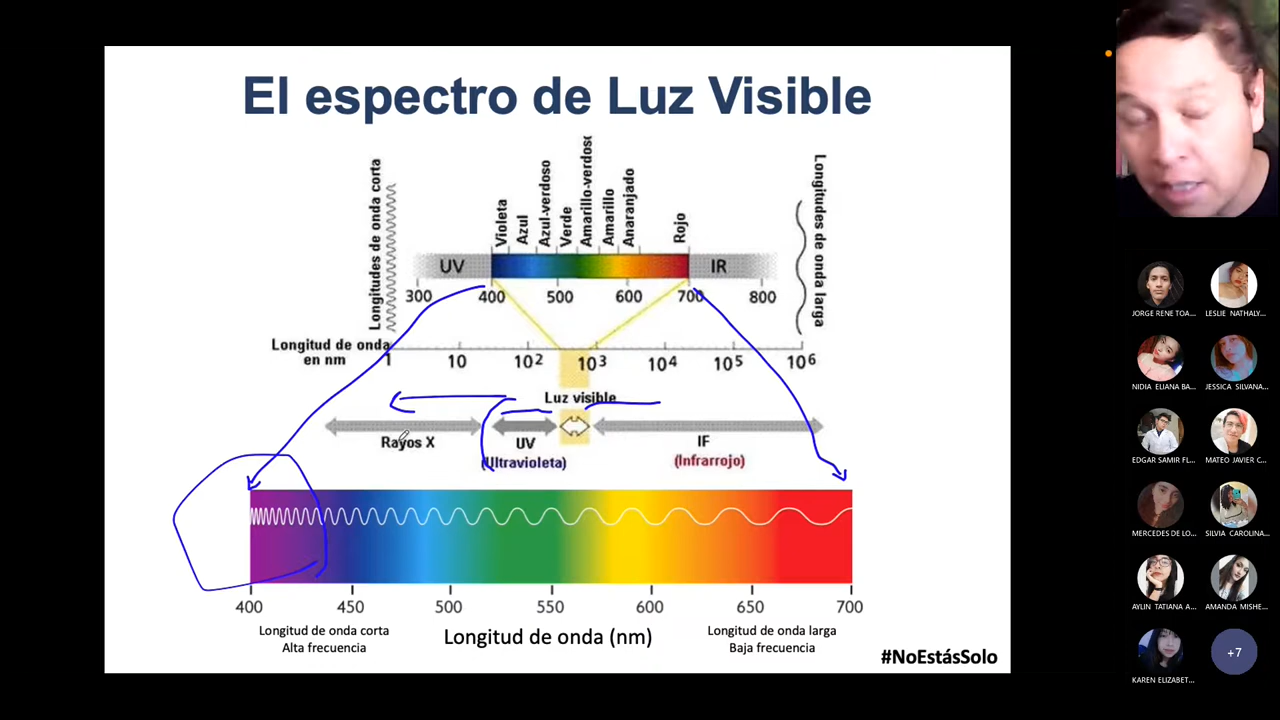 El espectro de Luz Visible
Longitudes de onda corta
Violeta
Azul
Azul-verdoso
Verde
Amarillo-verdoso
Amarillo
Anaranjado
Rojo
Longitudes de onda larga
UV
IR
300 400 500 600 700 800
Longitud de onda
en nm
1 10 10² 10³ 10⁴ 10⁵ 10⁶
Luz visible
Rayos X
UV
(Ultravioleta)
IF
(Infrarrojo)
400 450 500 550 600 650 700
Longitud de onda corta
Alta frecuencia
Longitud de onda (nm)
Longitud de onda larga
Baja frecuencia
#NoEstásSolo
JORGE RENE TOA... LESLIE NATHALY...
NIDIA ELIANA BA... JESSICA SILVANA...
EDGAR SAMIR FL... MATEO JAVIER C...
MERCEDES DE LO... SILVIA CAROLINA...
AYLIN TATIANA A... AMANDA MISHE...
KAREN ELIZABET... +7